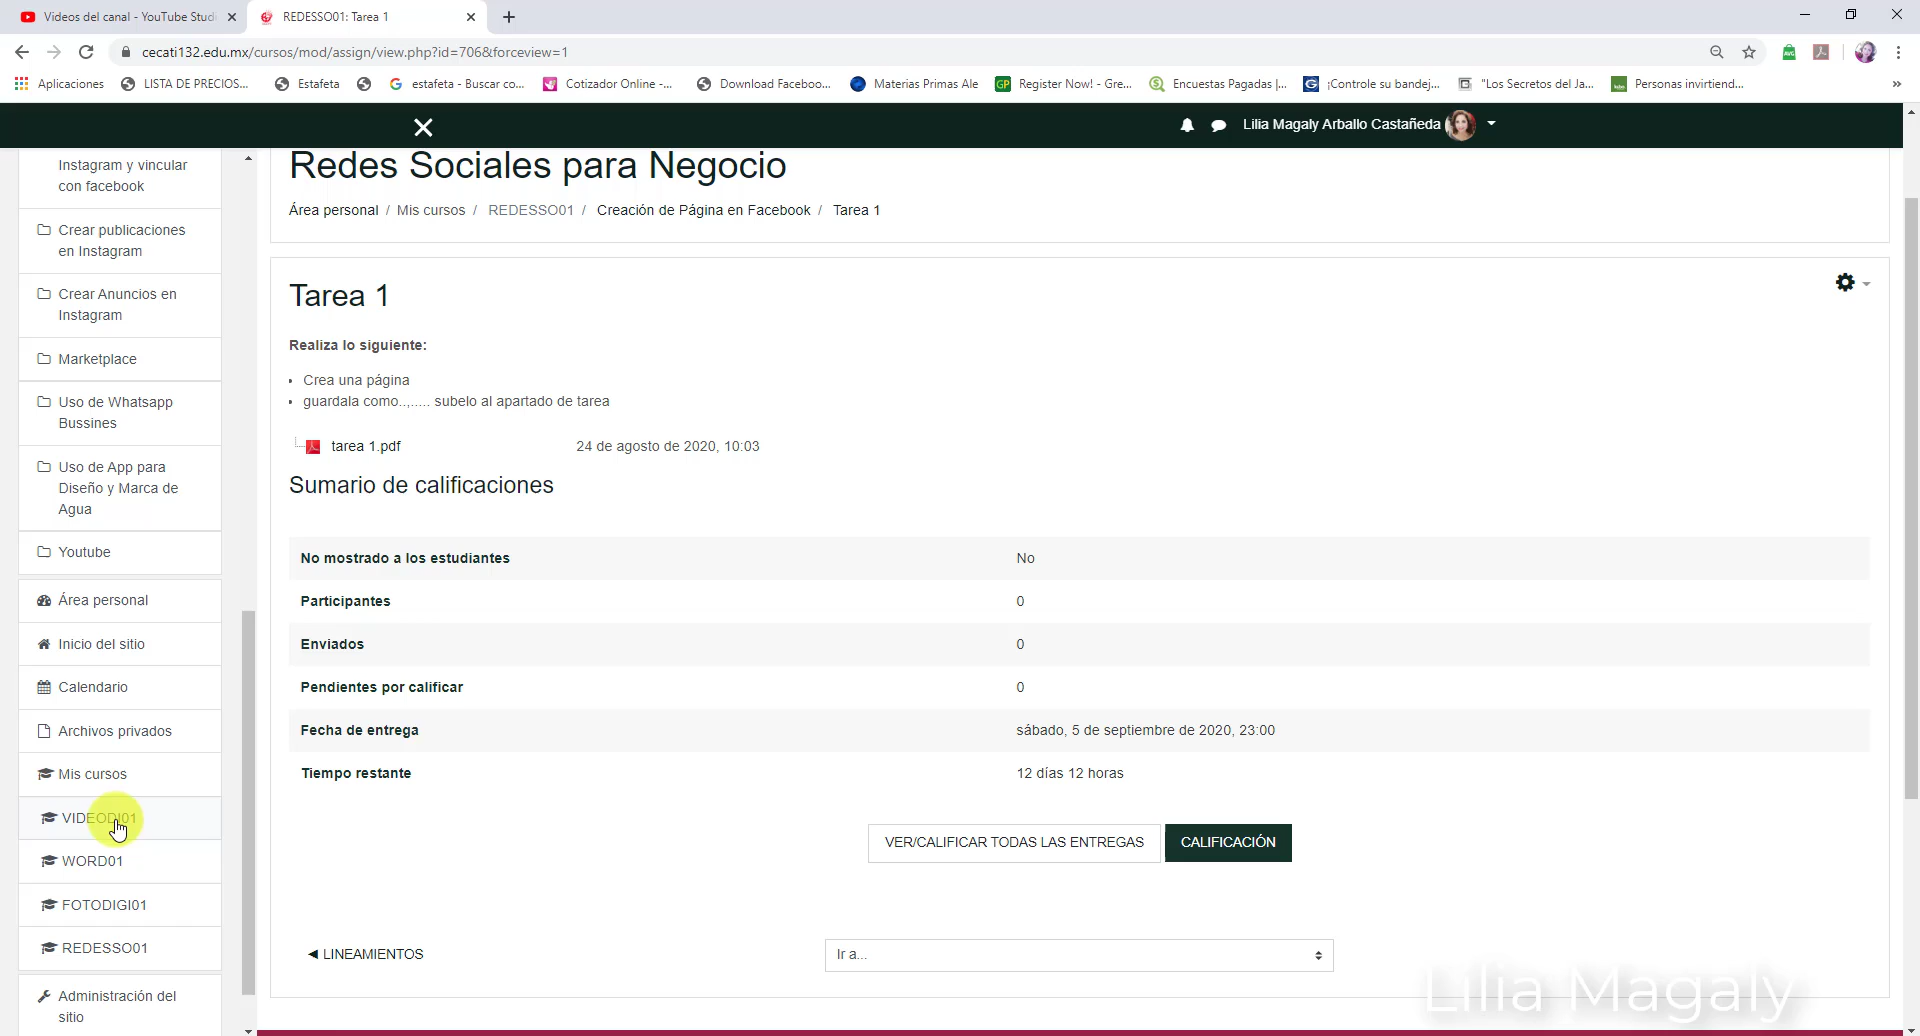 Videos del canal - YouTube Studi
REDESSO01: Tarea 1
cecati132.edu.mx/cursos/mod/assign/view.php?id=706&forceview=1
Aplicaciones
LISTA DE PRECIOS...
Estafeta
estafeta - Buscar co...
Cotizador Online -...
Download Faceboo...
Materias Primas Ale
Register Now! - Gre...
Encuestas Pagadas |...
¡Controle su bandej...
"Los Secretos del Ja...
Personas invirtiend...
»
Lilia Magaly Arballo Castañeda
Instagram y vincular
con facebook
Crear publicaciones
en Instagram
Crear Anuncios en
Instagram
Marketplace
Uso de Whatsapp
Bussines
Uso de App para
Diseño y Marca de
Agua
Youtube
Área personal
Inicio del sitio
Calendario
Archivos privados
Mis cursos
VIDEODI01
WORD01
FOTODIGI01
REDESSO01
Administración del
sitio
Redes Sociales para Negocio
Área personal / Mis cursos / REDESSO01 / Creación de Página en Facebook / Tarea 1
Tarea 1
Realiza lo siguiente:
• Crea una página
• guardala como..,..... subelo al apartado de tarea
tarea 1.pdf 24 de agosto de 2020, 10:03
Sumario de calificaciones
No mostrado a los estudiantes No
Participantes 0
Enviados 0
Pendientes por calificar 0
Fecha de entrega sábado, 5 de septiembre de 2020, 23:00
Tiempo restante 12 días 12 horas
VER/CALIFICAR TODAS LAS ENTREGAS CALIFICACIÓN
◄ LINEAMIENTOS
Ir a...
Lilia Magaly